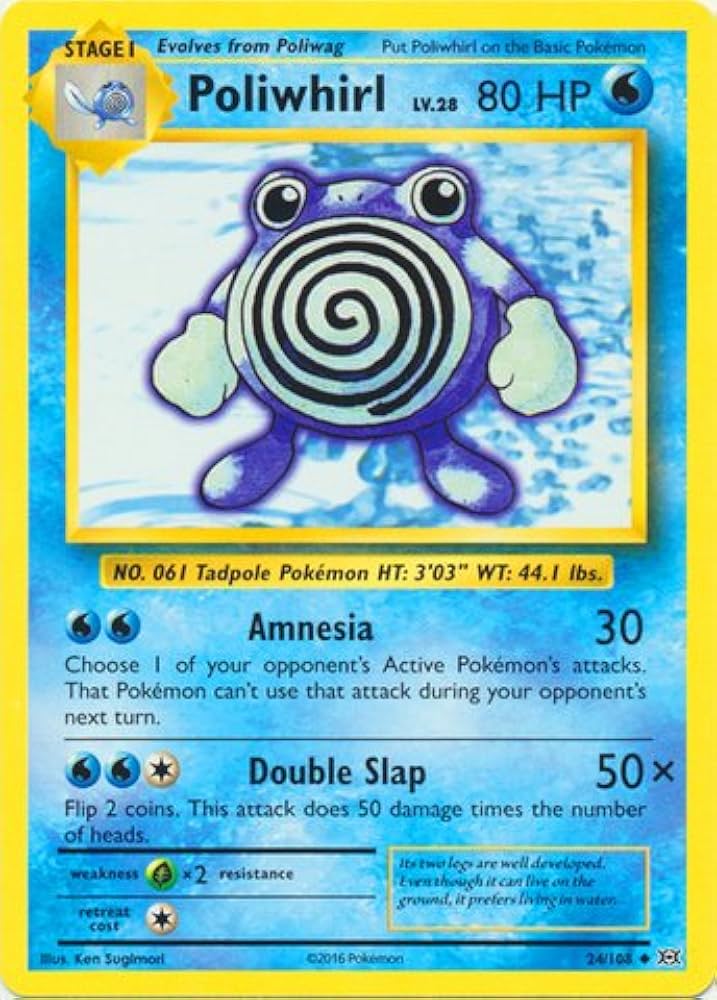 STAGE 1 Evolves from Poliwag Put Poliwhirl on the Basic Pokémon
Poliwhirl LV.28 80 HP
NO. 061 Tadpole Pokémon HT: 3'03" WT: 44.1 lbs.
Amnesia 30
Choose 1 of your opponent's Active Pokémon's attacks.
That Pokémon can't use that attack during your opponent's
next turn.
Double Slap 50×
Flip 2 coins. This attack does 50 damage times the number
of heads.
weakness ×2 resistance
retreat
cost
Its two legs are well developed.
Even though it can live on the
ground, it prefers living in water.
Illus. Ken Sugimori ©2016 Pokémon 24/108